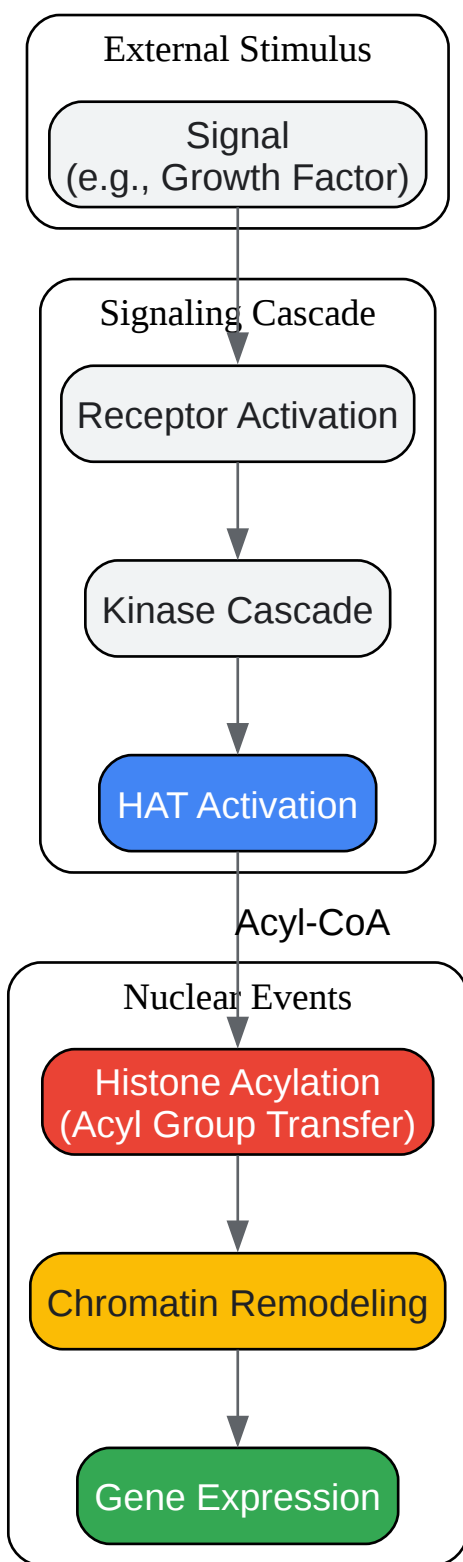 External Stimulus
Signal
(e.g., Growth Factor)
Signaling Cascade
Receptor Activation
Kinase Cascade
HAT Activation
Acyl-CoA
Nuclear Events
Histone Acylation
(Acyl Group Transfer)
Chromatin Remodeling
Gene Expression